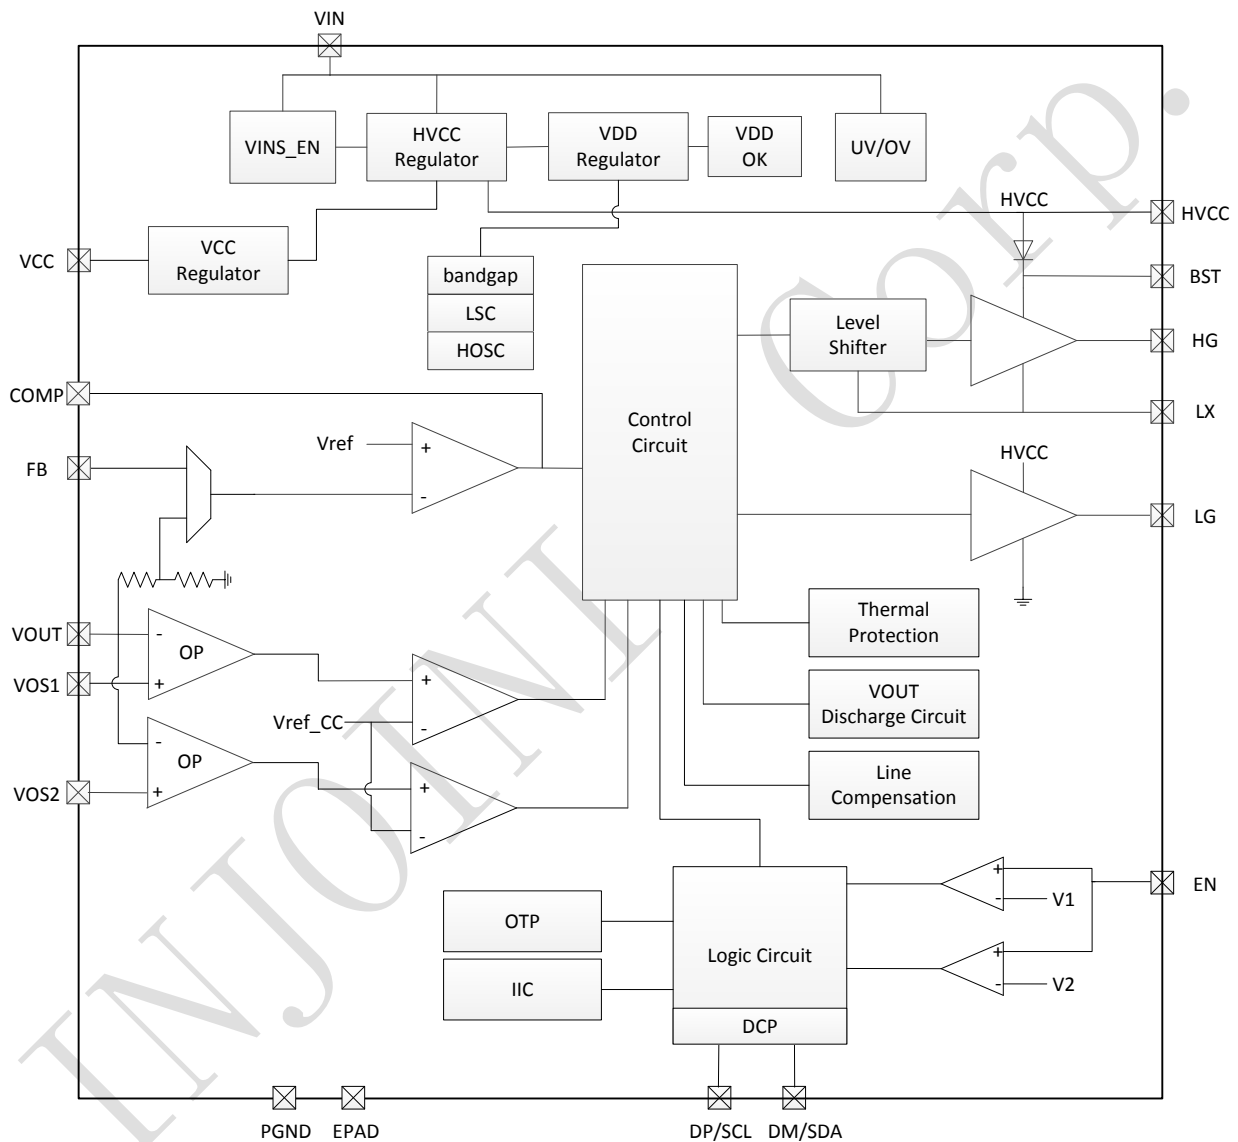 VIN
VINS_EN
HVCC
Regulator
VDD
Regulator
VDD
OK
UV/OV
HVCC
HVCC
VCC
VCC
Regulator
bandgap
LSC
HOSC
BST
Level
Shifter
HG
COMP
LX
Control
Circuit
Vref
+
-
FB
HVCC
LG
VOUT
-
OP
+
VOS1
Thermal
Protection
+
Vref_CC
-
VOUT
Discharge Circuit
-
OP
+
VOS2
+
-
Line
Compensation
EN
+
-
V1
OTP
Logic Circuit
+
-
V2
IIC
DCP
PGND
EPAD
DP/SCL
DM/SDA
INJOINIC Corp.